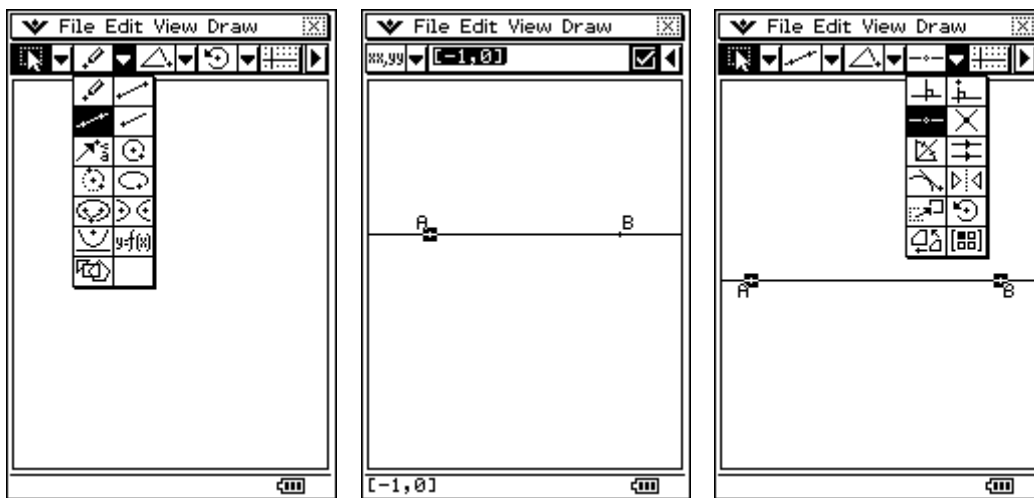 File Edit View Draw
y=f(x)
File Edit View Draw
xx,yy [-1,0]
A B
[-1,0]
File Edit View Draw
A B